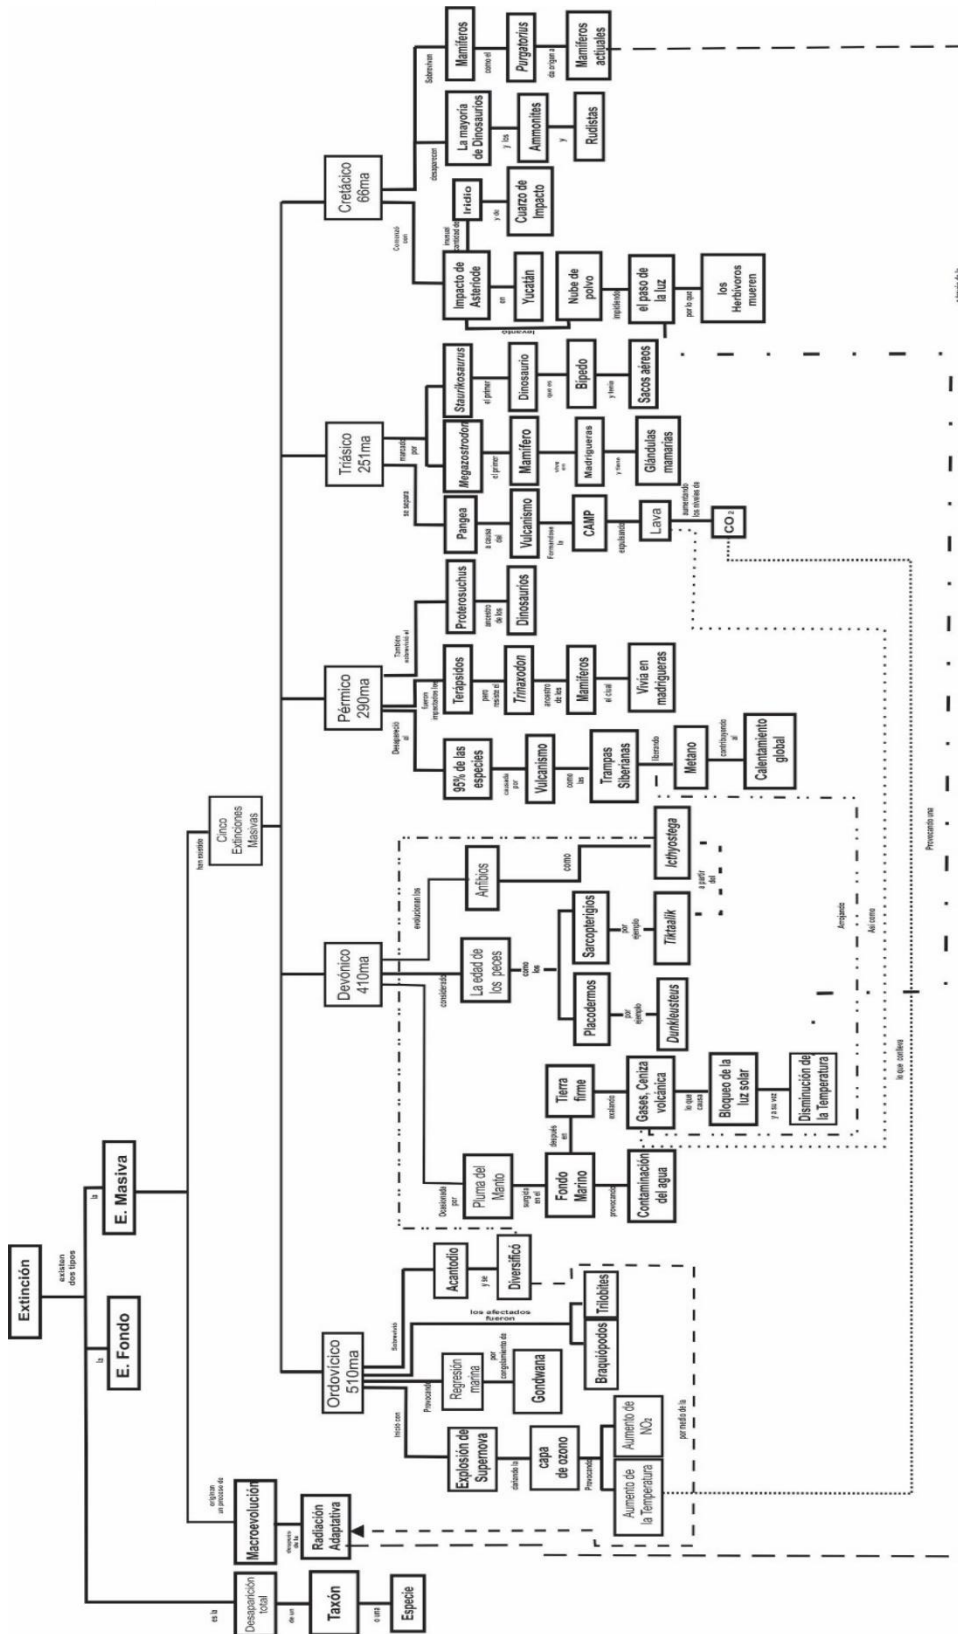 Extinción
existen
dos tipos
es la
Desaparición
total
de un
Taxón
o una
Especie
la
E. Fondo
la
E. Masiva
originan
un proceso de
Macroevolución
después
de la
Radiación
Adaptativa
han existido
Cinco
Extinciones
Masivas
Ordovícico
510ma
Inició con
Explosión de
Supernova
dañando la
capa
de ozono
Provocando
Aumento de
la Temperatura
Aumento de
NO₂
Provocando
Regresión
marina
por
congelamiento de
Gondwana
los afectados
fueron
Braquiópodos
Trilobites
Sobrevivió
Acantodio
y se
Diversificó
por medio de la
Devónico
410ma
Ocasionada
por
Pluma del
Manto
surgida
en el
Fondo
Marino
provocando
Contaminación
del agua
después
en
Tierra
firme
exalando
Gases, Ceniza
volcánica
lo que
causa
Bloqueo de la
luz solar
y a su vez
Disminución de
la Temperatura
considerado
La edad de
los peces
como
los
Placodermos
por
ejemplo
Dunkleusteus
Sarcopterigios
por
ejemplo
Tiktaalik
evolucionan los
Anfibios
como
Icthyostega
a partir
del
Pérmico
290ma
Desapareció
el
95% de las
especies
causada
por
Vulcanismo
como
las
Trampas
Siberianas
liberando
Metano
contribuyendo
al
Calentamiento
global
Arrojando
fueron
impactados los
Terápsidos
pero
resiste el
Trinaxodon
ancestro
de los
Mamíferos
el cual
Vivía en
madrigueras
También
sobrevivió el
Proterosuchus
ancestro
de los
Dinosaurios
Triásico
251ma
se separa
Pangea
a causa
del
Vulcanismo
Formandose
la
CAMP
expulsando
Lava
aumentando
los niveles de
CO₂
Así como
lo que conlleva
marcado
por
Megazostrodon
el primer
Mamífero
vive
en
Madrigueras
y tiene
Glándulas
mamarias
Staurikosaurus
el primer
Dinosaurio
que es
Bípedo
y tenía
Sacos aéreos
Cretácico
66ma
Comenzó
con
Impacto de
Asteriode
en
Yucatán
inusual
cantidad de
Iridio
y de
Cuarzo de
Impacto
levantó
Nube de
polvo
impidiendo
el paso de
la luz
por lo que
los
Herbívoros
mueren
Provocando una
desaparecen
La mayoría
de Dinosaurios
y los
Ammonites
y
Rudistas
Sobreviven
Mamíferos
como el
Purgatorius
da origen a
Mamíferos
actuales